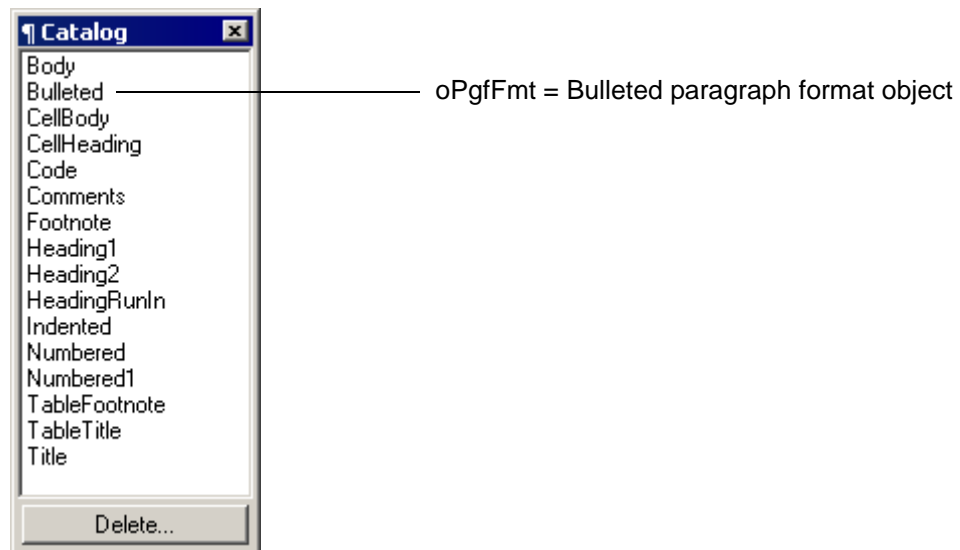 ¶ Catalog
Body
Bulleted
oPgfFmt = Bulleted paragraph format object
CellBody
CellHeading
Code
Comments
Footnote
Heading1
Heading2
HeadingRunIn
Indented
Numbered
Numbered1
TableFootnote
TableTitle
Title
Delete...